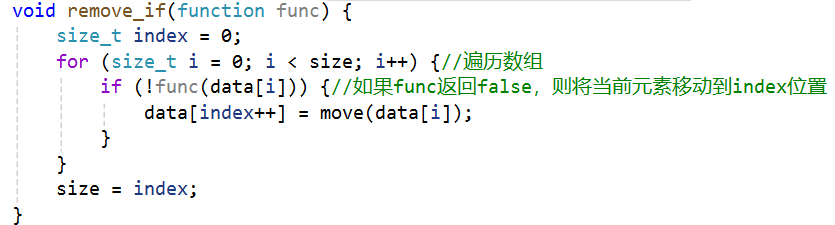 void remove_if(function func) {
    size_t index = 0;
    for (size_t i = 0; i < size; i++) {//遍历数组
        if (!func(data[i])) {//如果func返回false，则将当前元素移动到index位置
            data[index++] = move(data[i]);
        }
    }
    size = index;
}